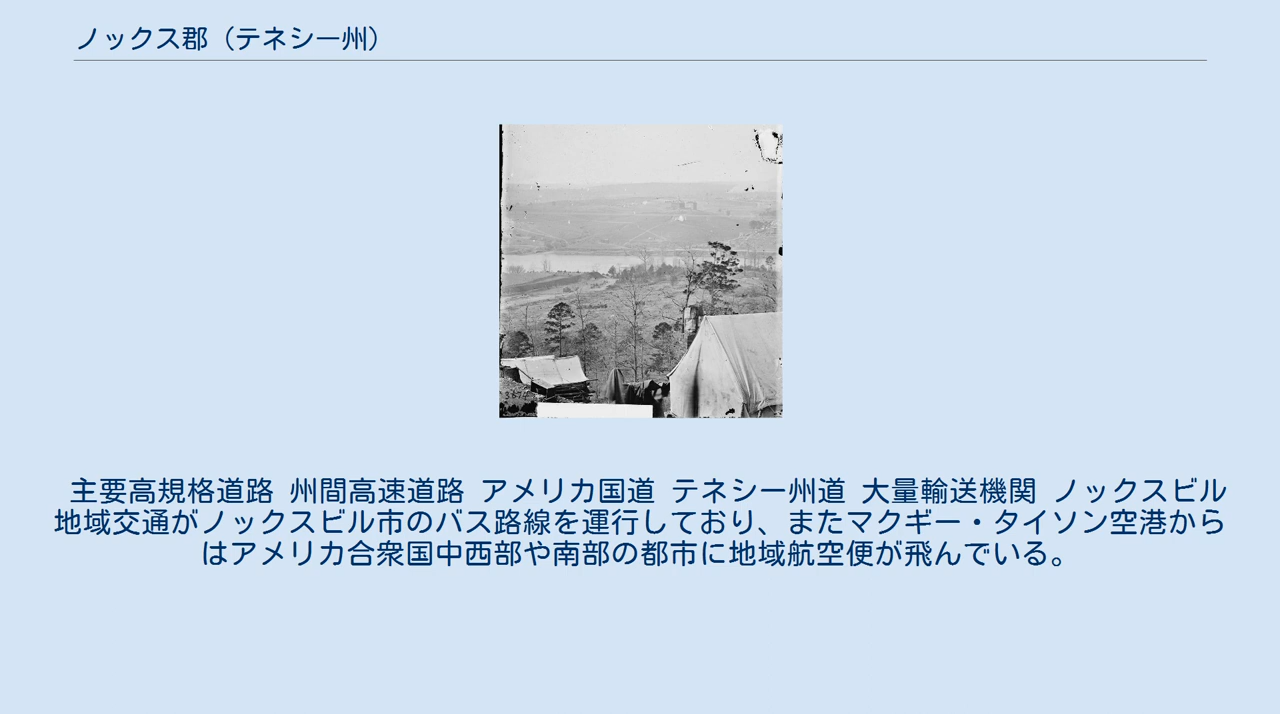 ノックス郡（テネシー州）
主要高規格道路 州間高速道路 アメリカ国道 テネシー州道 大量輸送機関 ノックスビル
地域交通がノックスビル市のバス路線を運行しており、またマクギー・タイソン空港から
はアメリカ合衆国中西部や南部の都市に地域航空便が飛んでいる。